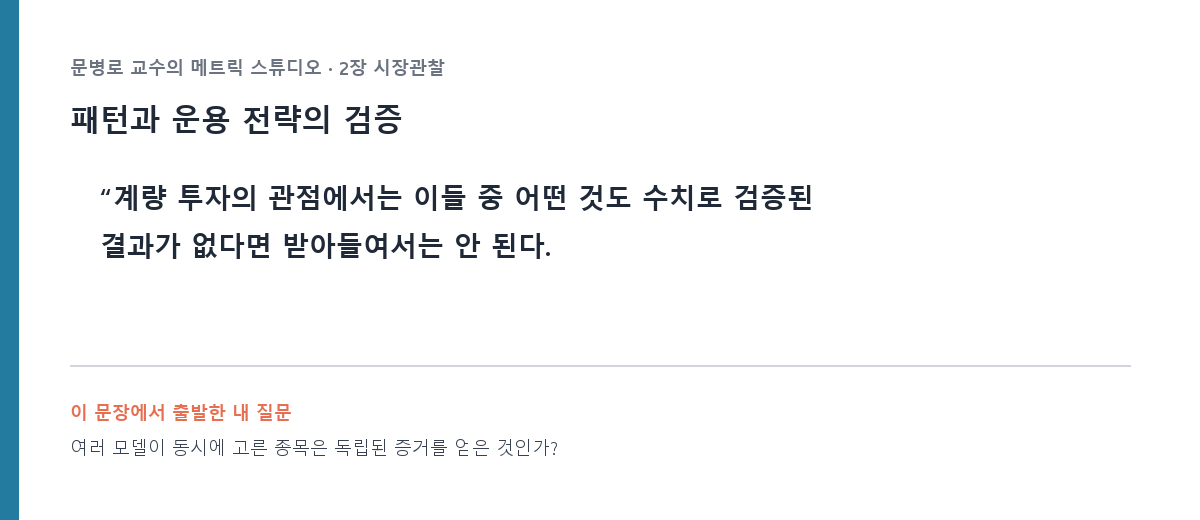 문병로 교수의 메트릭 스튜디오 · 2장 시장관찰
패턴과 운용 전략의 검증
“계량 투자의 관점에서는 이들 중 어떤 것도 수치로 검증된
결과가 없다면 받아들여서는 안 된다.
이 문장에서 출발한 내 질문
여러 모델이 동시에 고른 종목은 독립된 증거를 얻은 것인가?